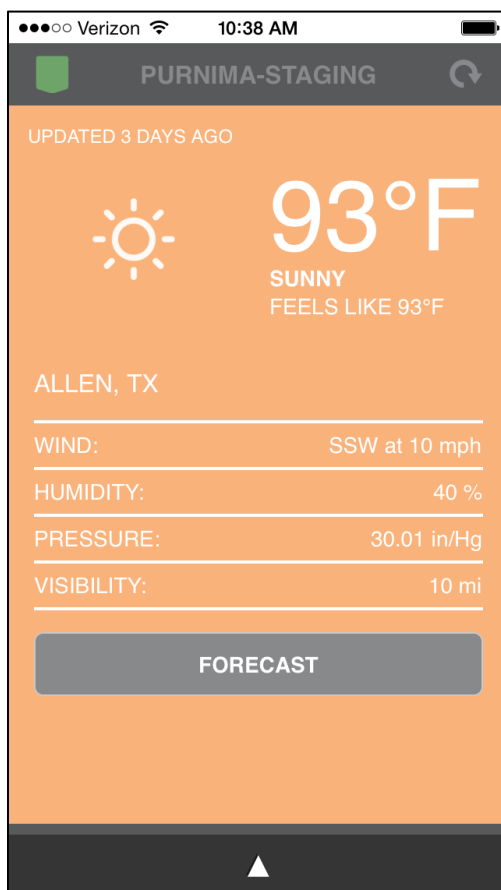 Verizon 10:38 AM
PURNIMA-STAGING
UPDATED 3 DAYS AGO
93°F
SUNNY
FEELS LIKE 93°F
ALLEN, TX
WIND: SSW at 10 mph
HUMIDITY: 40 %
PRESSURE: 30.01 in/Hg
VISIBILITY: 10 mi
FORECAST